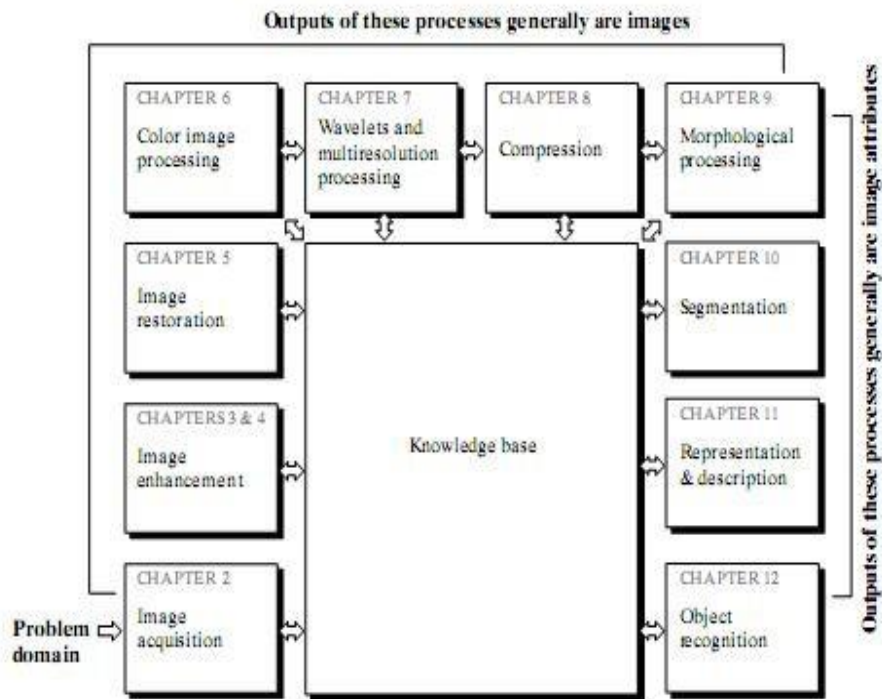 Outputs of these processes generally are images
CHAPTER 6
Color image
processing
CHAPTER 7
Wavelets and
multiresolution
processing
CHAPTER 8
Compression
CHAPTER 9
Morphological
processing
CHAPTER 5
Image
restoration
CHAPTER 10
Segmentation
CHAPTERS 3 & 4
Image
enhancement
Knowledge base
CHAPTER 11
Representation
& description
CHAPTER 2
Image
acquisition
CHAPTER 12
Object
recognition
Problem
domain
Outputs of these processes generally are image attributes